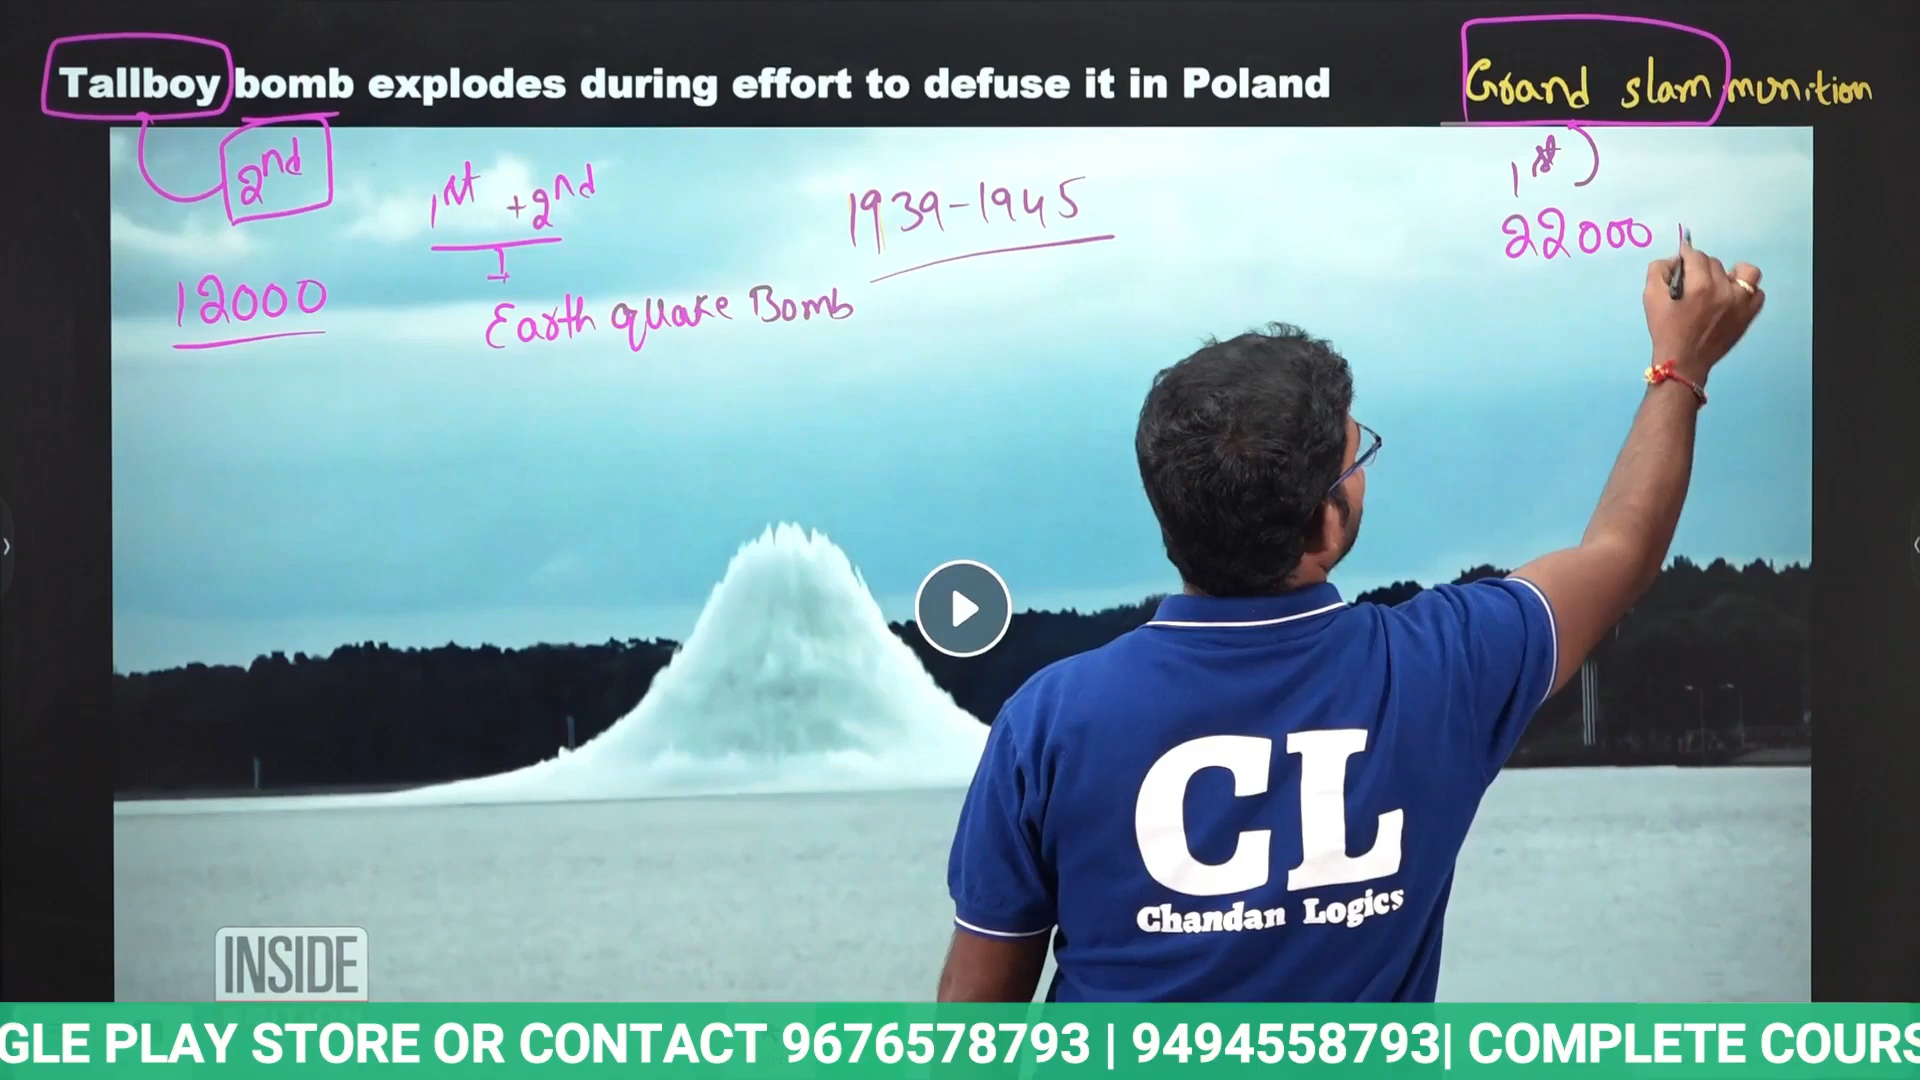 Tallboy bomb explodes during effort to defuse it in Poland
Grand slam munition
2nd
1st + 2nd
1939-1945
1st
22000
12000
Earth quake Bomb
CL
Chandan Logics
INSIDE
GLE PLAY STORE OR CONTACT 9676578793 | 9494558793| COMPLETE COURS